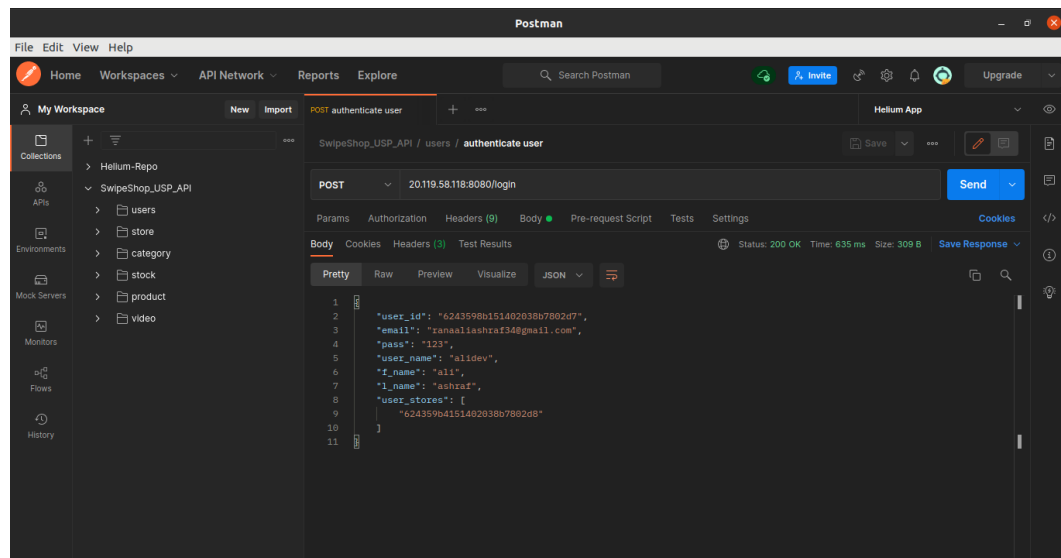 Postman
File Edit View Help
Home Workspaces API Network Reports Explore Search Postman Invite Upgrade
My Workspace New Import POST authenticate user Helium App
Collections
APIs
Environments
Mock Servers
Monitors
Flows
History
Helium-Repo
SwipeShop_USP_API
users
store
category
stock
product
video
SwipeShop_USP_API / users / authenticate user Save
POST 20.119.58.118:8080/login Send
Params Authorization Headers (9) Body Pre-request Script Tests Settings Cookies
Body Cookies Headers (3) Test Results Status: 200 OK Time: 635 ms Size: 309 B Save Response
Pretty Raw Preview Visualize JSON
1 {
2 "user_id": "6243598b151402038b7802d7",
3 "email": "ranaaliashraf34@gmail.com",
4 "pass": "123",
5 "user_name": "alidev",
6 "f_name": "ali",
7 "l_name": "ashraf",
8 "user_stores": [
9 "624359b4151402038b7802d8"
10 ]
11 }